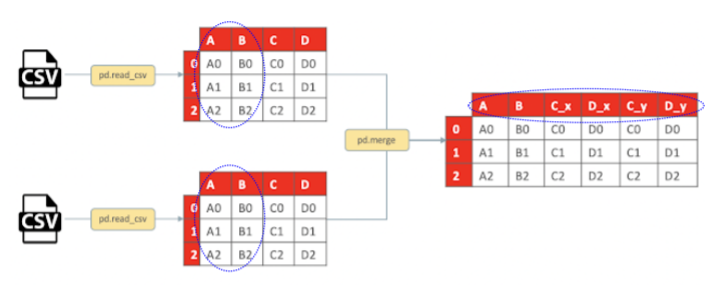 A B C D
CSV
pd.read_csv
0 A0 B0 C0 D0
1 A1 B1 C1 D1
2 A2 B2 C2 D2
pd.merge
A B C_x D_x C_y D_y
0 A0 B0 C0 D0 C0 D0
1 A1 B1 C1 D1 C1 D1
2 A2 B2 C2 D2 C2 D2
A B C D
CSV
pd.read_csv
0 A0 B0 C0 D0
1 A1 B1 C1 D1
2 A2 B2 C2 D2